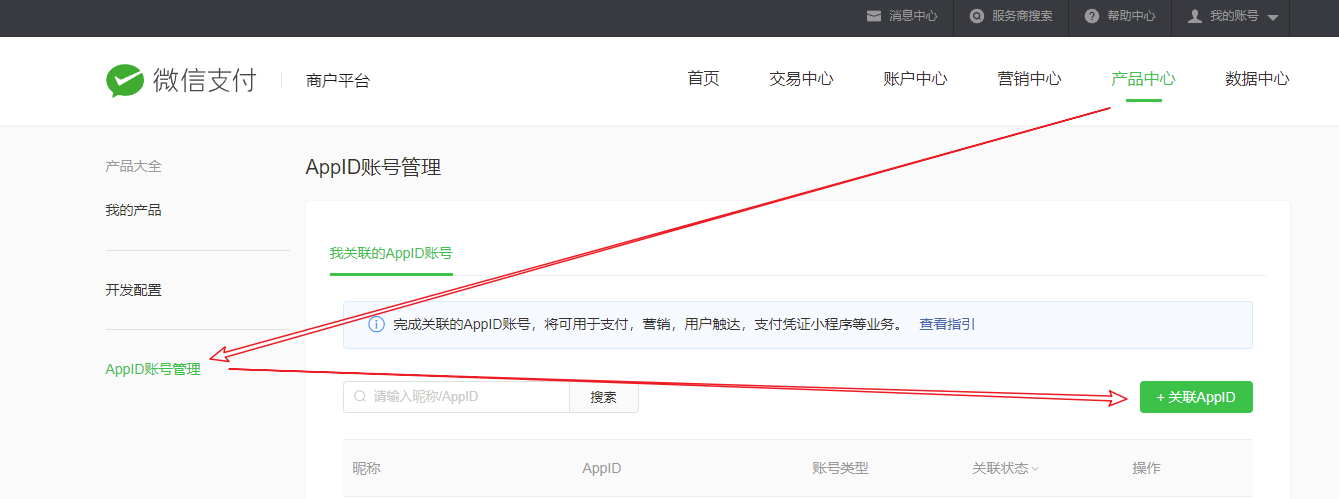 消息中心 服务商搜索 帮助中心 我的账号
微信支付 商户平台 首页 交易中心 账户中心 营销中心 产品中心 数据中心
产品大全
AppID账号管理
我的产品
我关联的AppID账号
开发配置
完成关联的AppID账号，将可用于支付，营销，用户触达，支付凭证小程序等业务。 查看指引
AppID账号管理
请输入昵称/AppID 搜索 + 关联AppID
昵称 AppID 账号类型 关联状态 操作